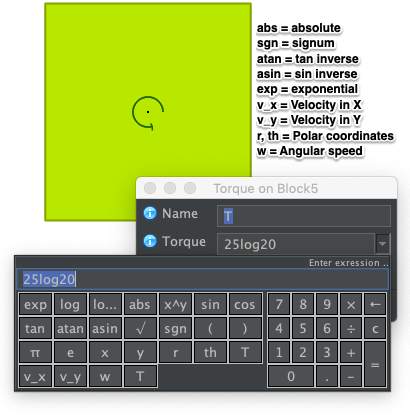 abs = absolute
sgn = signum
atan = tan inverse
asin = sin inverse
exp = exponential
v_x = Velocity in X
v_y = Velocity in Y
r, th = Polar coordinates
w = Angular speed
Torque on Block5
Name T
Torque 25log20
Enter exression ..
25log20
exp log lo... abs x^y sin cos 7 8 9 × ←
tan atan asin √ sgn ( ) 4 5 6 ÷ c
π e x y r th T 1 2 3 + =
v_x v_y w T 0 . −